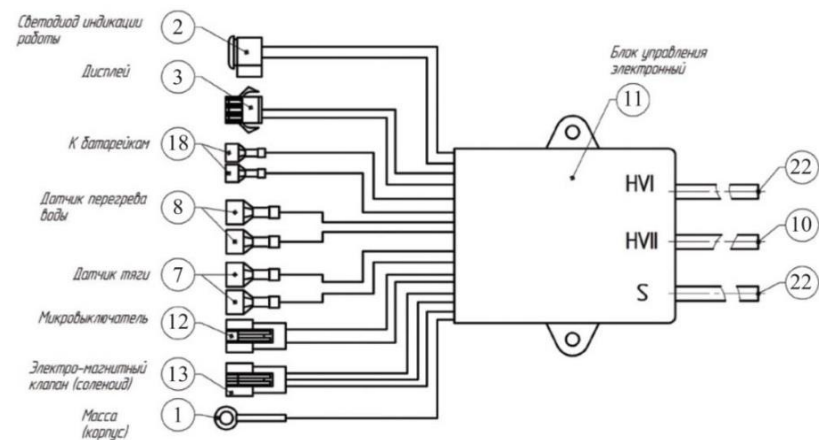 Светодиод индикации
работы
2
Дисплей
3
К батарейкам
18
Датчик перегрева
воды
8
Датчик тяги
7
Микровыключатель
12
Электро-магнитный
клапан (соленоид)
13
Масса
(корпус)
1
Блок управления
электронный
11
HVI
22
HVII
10
S
22